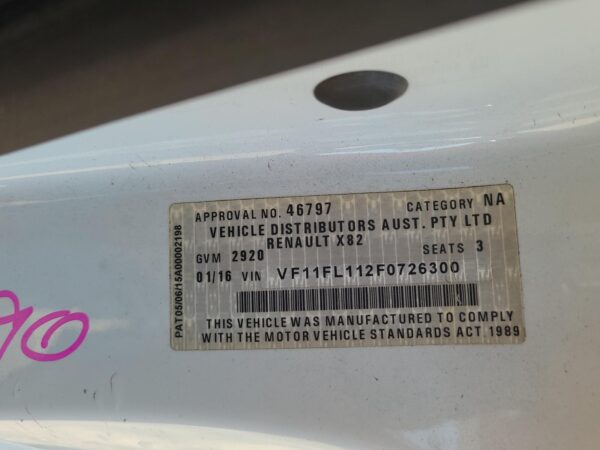 APPROVAL NO. 46797 CATEGORY NA
VEHICLE DISTRIBUTORS AUST. PTY LTD
RENAULT X82
GVM 2920 SEATS 3
01/16 VIN VF11FL112F0726300
THIS VEHICLE WAS MANUFACTURED TO COMPLY
WITH THE MOTOR VEHICLE STANDARDS ACT 1989
PAT05/06/15A00002198